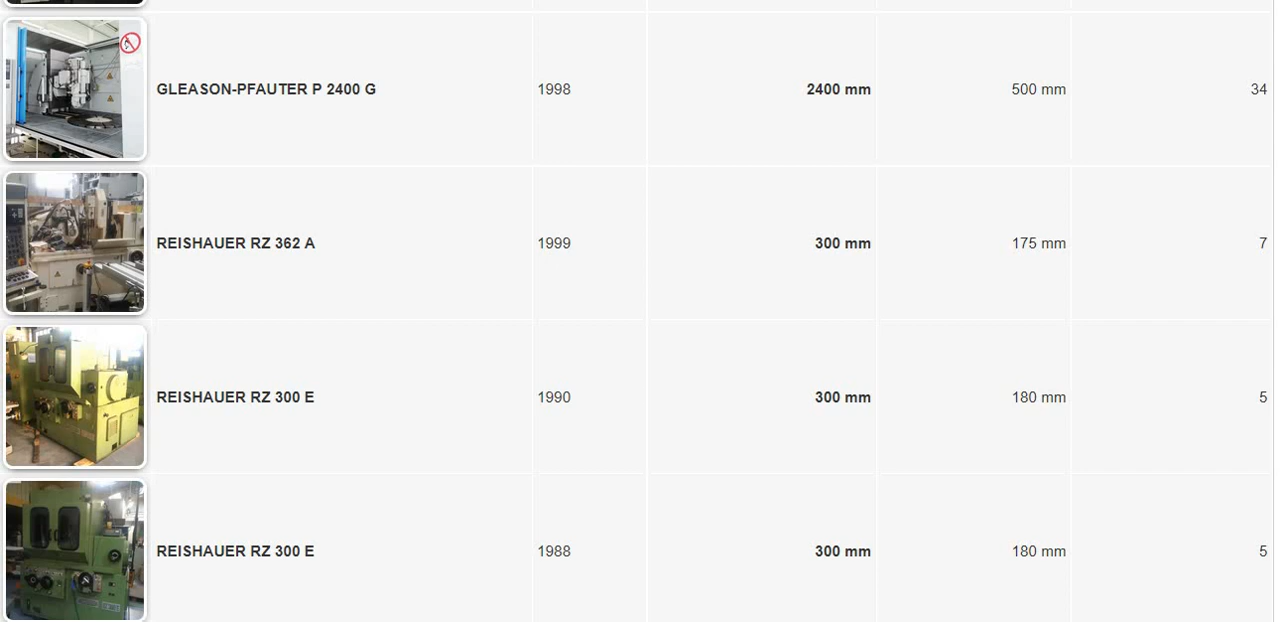 GLEASON-PFAUTER P 2400 G 1998 2400 mm 500 mm 34
REISHAUER RZ 362 A 1999 300 mm 175 mm 7
REISHAUER RZ 300 E 1990 300 mm 180 mm 5
REISHAUER RZ 300 E 1988 300 mm 180 mm 5